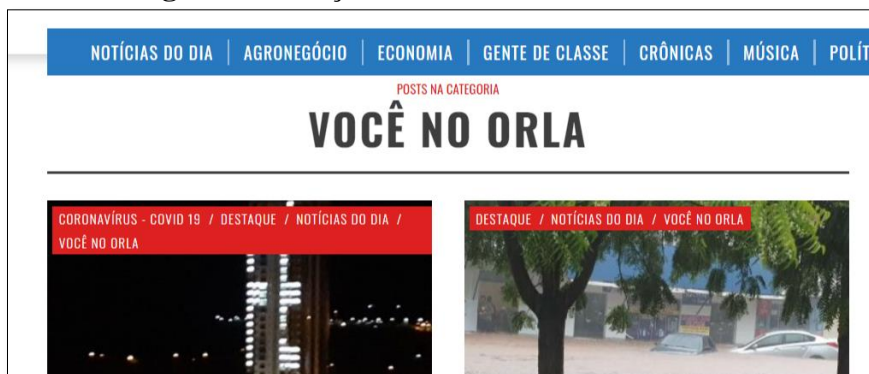 NOTÍCIAS DO DIA | AGRONEGÓCIO | ECONOMIA | GENTE DE CLASSE | CRÔNICAS | MÚSICA | POLÍT
POSTS NA CATEGORIA
VOCÊ NO ORLA
CORONAVÍRUS - COVID 19 / DESTAQUE / NOTÍCIAS DO DIA /
VOCÊ NO ORLA
DESTAQUE / NOTÍCIAS DO DIA / VOCÊ NO ORLA